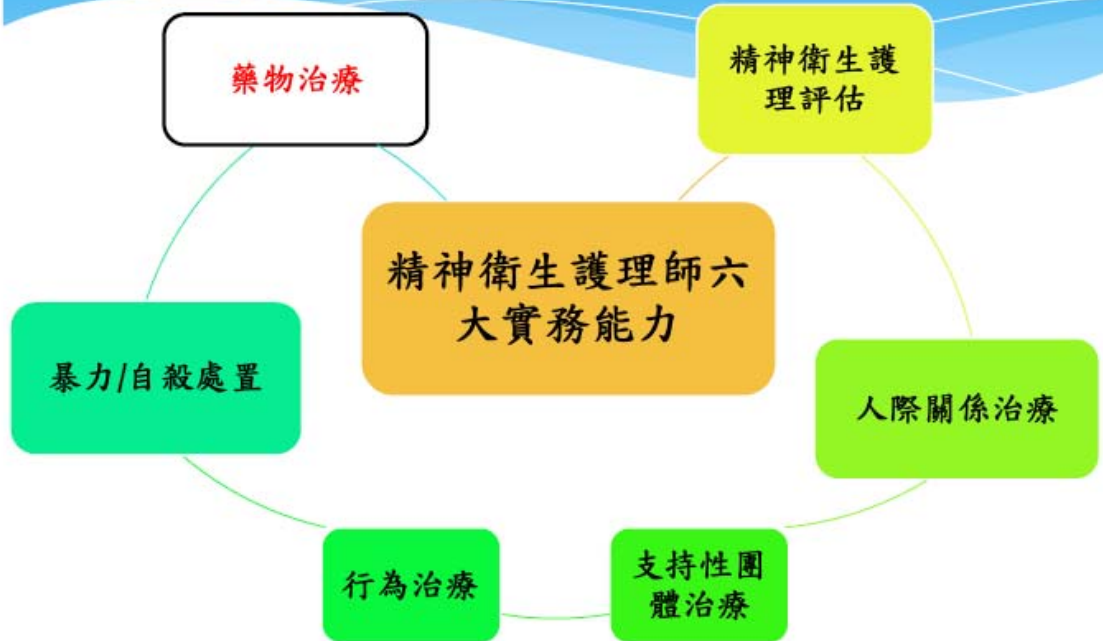 藥物治療
精神衛生護
理評估
精神衛生護理師六
大實務能力
暴力/自殺處置
人際關係治療
行為治療
支持性團
體治療